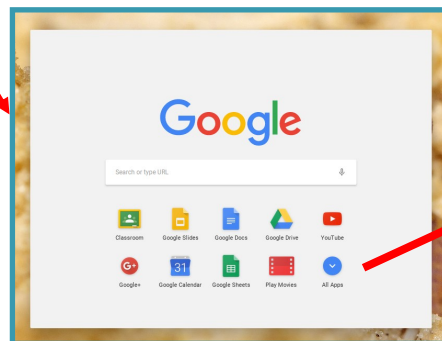 Google
Search or type URL
Classroom Google Slides Google Docs Google Drive YouTube
G+ 31
Google+ Google Calendar Google Sheets Play Movies All Apps